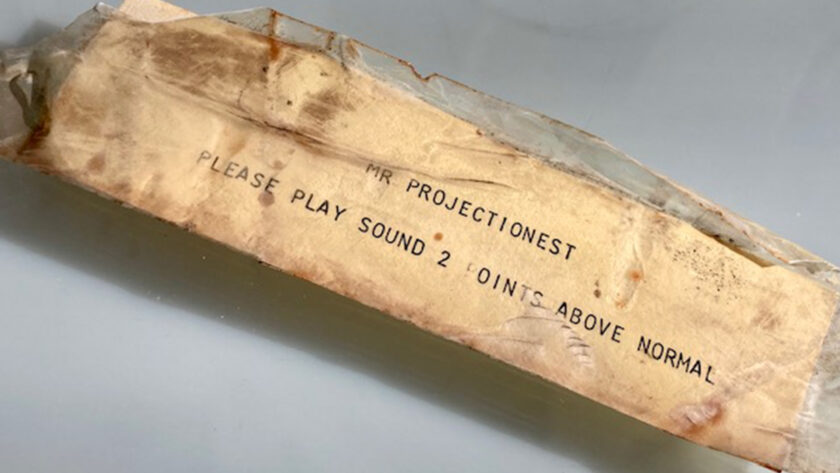 MR PROJECTIONEST
PLEASE PLAY SOUND 2 POINTS ABOVE NORMAL